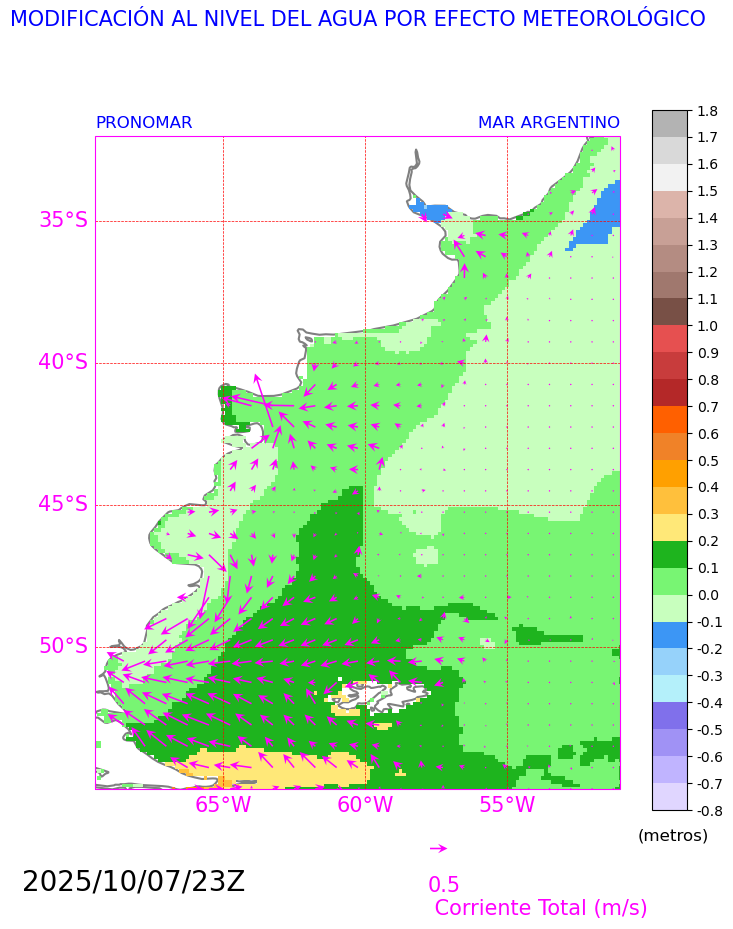 MODIFICACIÓN AL NIVEL DEL AGUA POR EFECTO METEOROLÓGICO
PRONOMAR MAR ARGENTINO
35°S
40°S
45°S
50°S
65°W 60°W 55°W
1.8
1.7
1.6
1.5
1.4
1.3
1.2
1.1
1.0
0.9
0.8
0.7
0.6
0.5
0.4
0.3
0.2
0.1
0.0
-0.1
-0.2
-0.3
-0.4
-0.5
-0.6
-0.7
-0.8
(metros)
2025/10/07/23Z
0.5
Corriente Total (m/s)